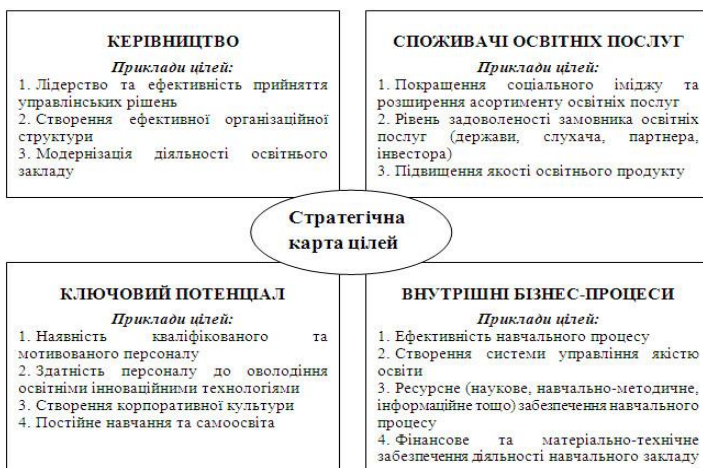 КЕРІВНИЦТВО
Приклади цілей:
1. Лідерство та ефективність прийняття
управлінських рішень
2. Створення ефективної організаційної
структури
3. Модернізація діяльності освітнього
закладу
СПОЖИВАЧІ ОСВІТНІХ ПОСЛУГ
Приклади цілей:
1. Покращення соціального іміджу та
розширення асортименту освітніх послуг
2. Рівень задоволеності замовника освітніх
послуг (держави, слухача, партнера,
інвестора)
3. Підвищення якості освітнього продукту
Стратегічна
карта цілей
КЛЮЧОВИЙ ПОТЕНЦІАЛ
Приклади цілей:
1. Наявність кваліфікованого та
мотивованого персоналу
2. Здатність персоналу до оволодіння
освітніми інноваційними технологіями
3. Створення корпоративної культури
4. Постійне навчання та самоосвіта
ВНУТРІШНІ БІЗНЕС-ПРОЦЕСИ
Приклади цілей:
1. Ефективність навчального процесу
2. Створення системи управління якістю
освіти
3. Ресурсне (наукове, навчально-методичне,
інформаційне тощо) забезпечення навчального
процесу
4. Фінансове та матеріально-технічне
забезпечення діяльності навчального закладу